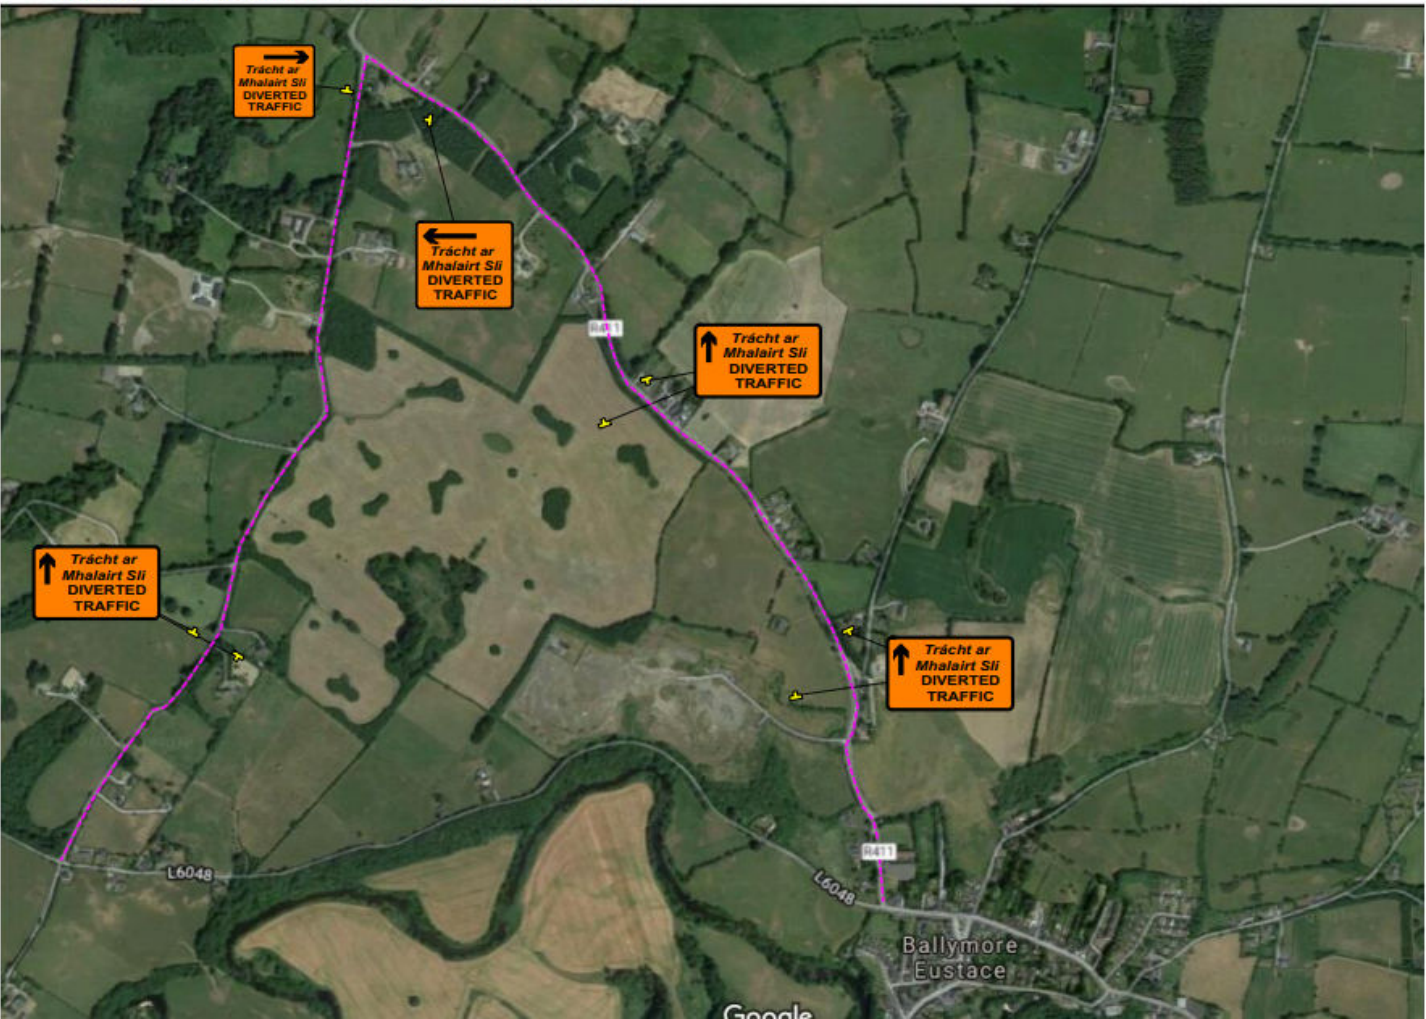 Trácht ar
Mhalairt Slí
DIVERTED
TRAFFIC
Trácht ar
Mhalairt Slí
DIVERTED
TRAFFIC
R411
Trácht ar
Mhalairt Slí
DIVERTED
TRAFFIC
Trácht ar
Mhalairt Slí
DIVERTED
TRAFFIC
Trácht ar
Mhalairt Slí
DIVERTED
TRAFFIC
R411
L6048
L6048
Ballymore
Eustace
Google